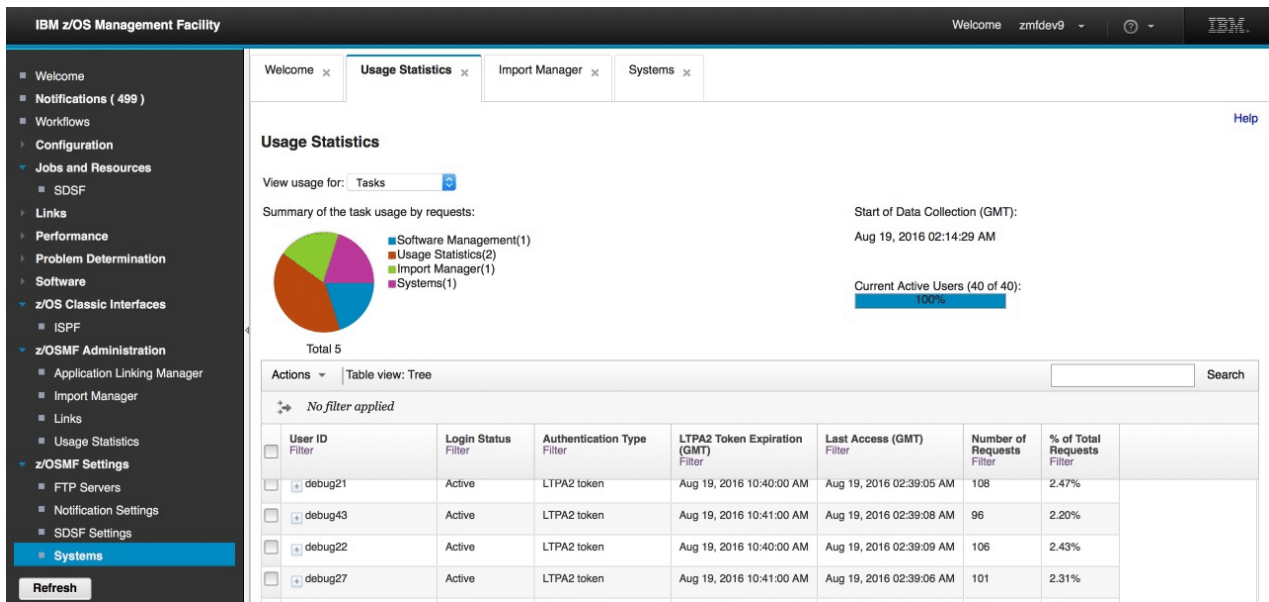 IBM z/OS Management Facility
Welcome zmfdev9
IBM
Welcome
Notifications ( 499 )
Workflows
Configuration
Jobs and Resources
SDSF
Links
Performance
Problem Determination
Software
z/OS Classic Interfaces
ISPF
z/OSMF Administration
Application Linking Manager
Import Manager
Links
Usage Statistics
z/OSMF Settings
FTP Servers
Notification Settings
SDSF Settings
Systems
Refresh
Welcome x Usage Statistics x Import Manager x Systems x
Help
Usage Statistics
View usage for: Tasks
Summary of the task usage by requests:
Software Management(1)
Usage Statistics(2)
Import Manager(1)
Systems(1)
Total 5
Start of Data Collection (GMT):
Aug 19, 2016 02:14:29 AM
Current Active Users (40 of 40):
100%
Actions Table view: Tree Search
No filter applied
User ID Login Status Authentication Type LTPA2 Token Expiration (GMT) Last Access (GMT) Number of Requests % of Total Requests
Filter Filter Filter Filter Filter Filter Filter
debug21 Active LTPA2 token Aug 19, 2016 10:40:00 AM Aug 19, 2016 02:39:05 AM 108 2.47%
debug43 Active LTPA2 token Aug 19, 2016 10:41:00 AM Aug 19, 2016 02:39:08 AM 96 2.20%
debug22 Active LTPA2 token Aug 19, 2016 10:40:00 AM Aug 19, 2016 02:39:09 AM 106 2.43%
debug27 Active LTPA2 token Aug 19, 2016 10:41:00 AM Aug 19, 2016 02:39:06 AM 101 2.31%